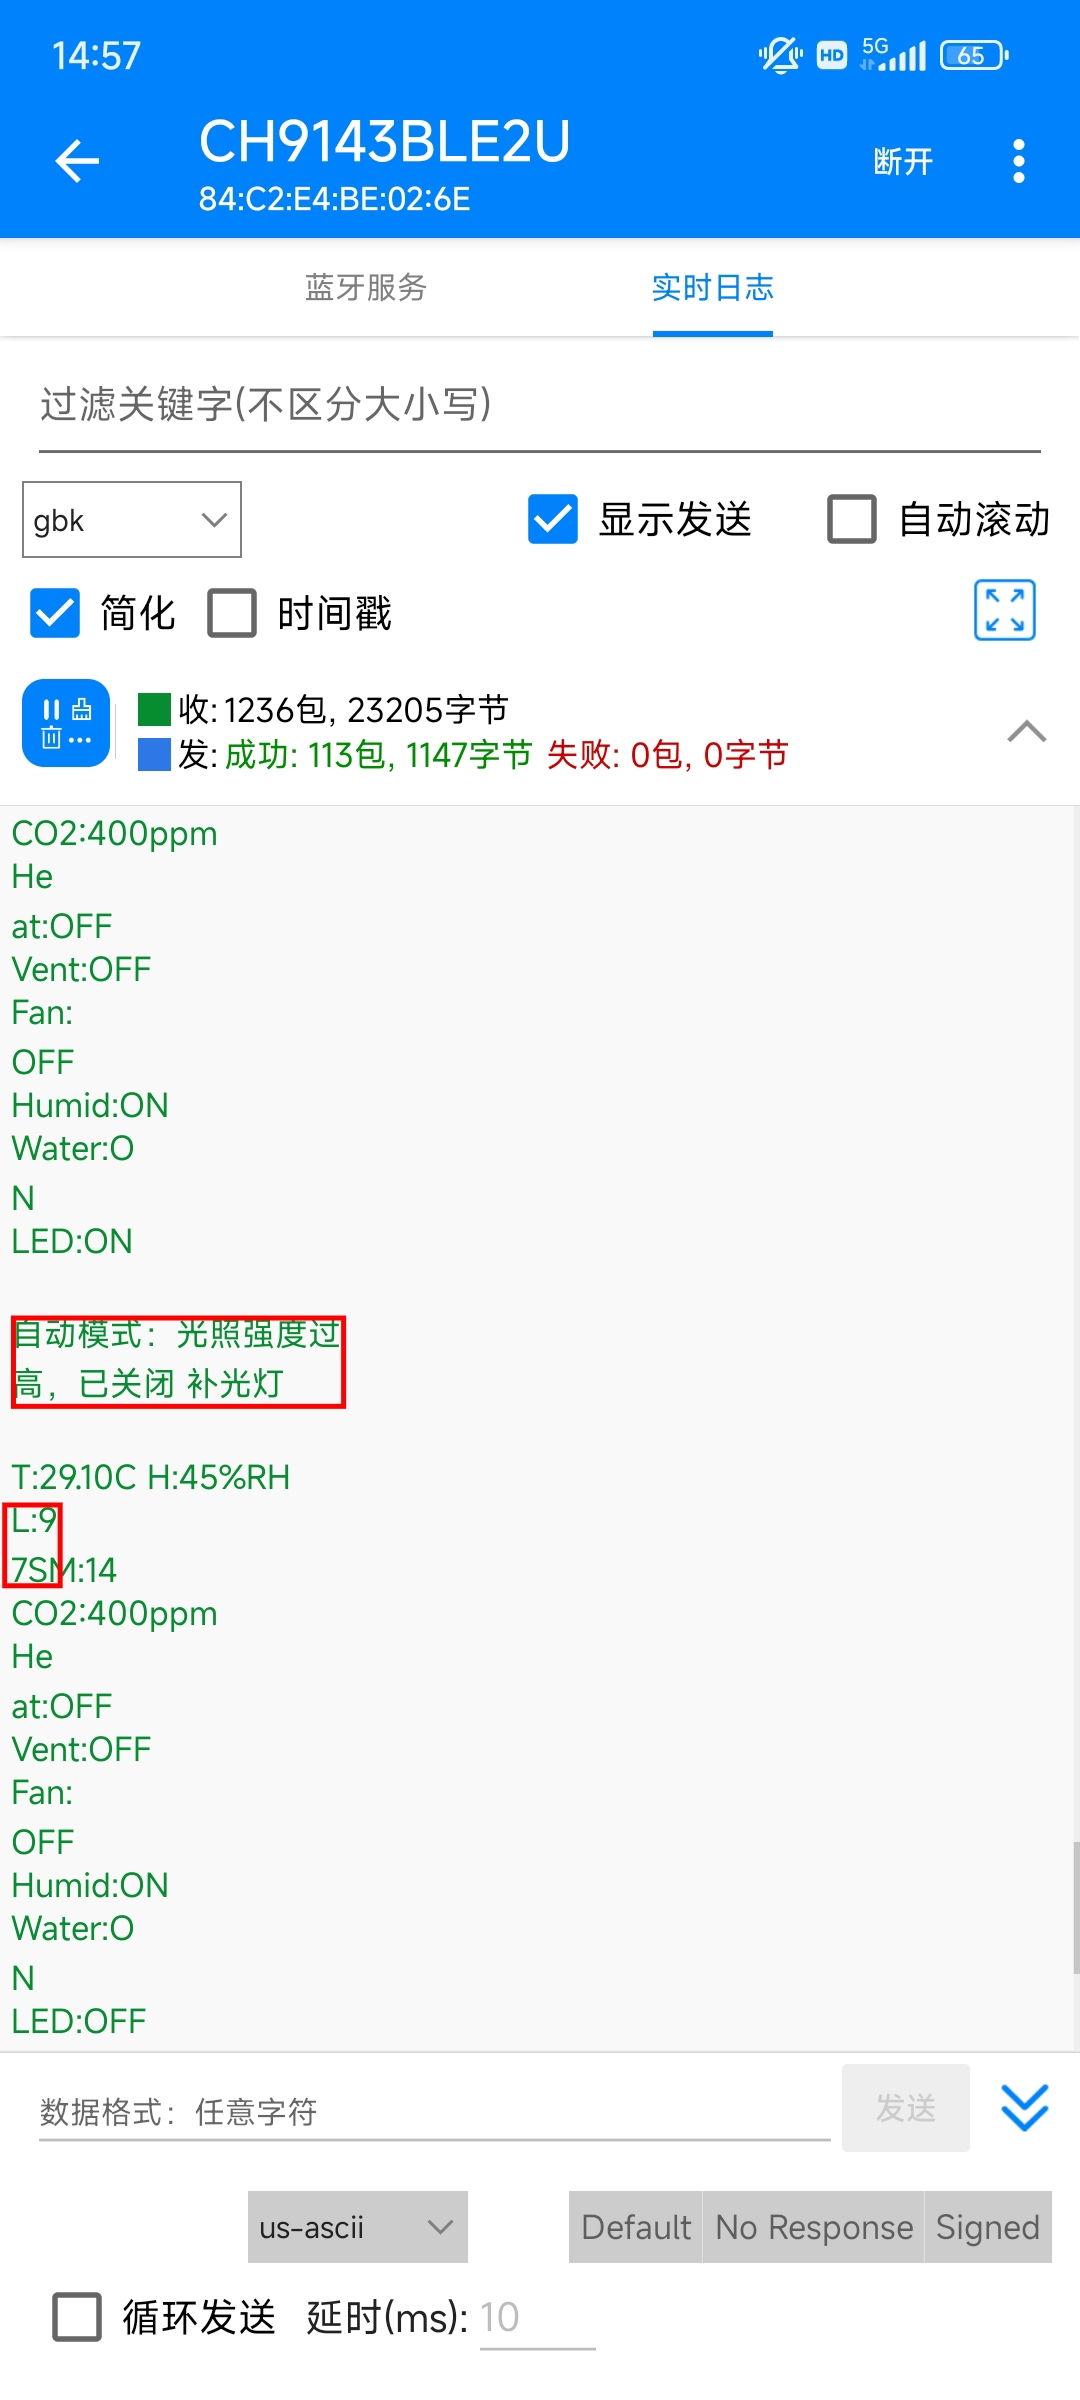 14:57
HD 5G 65
CH9143BLE2U
84:C2:E4:BE:02:6E
断开
蓝牙服务 实时日志
过滤关键字(不区分大小写)
gbk 显示发送 自动滚动
简化 时间戳
收: 1236包, 23205字节
发: 成功: 113包, 1147字节 失败: 0包, 0字节
CO2:400ppm
He
at:OFF
Vent:OFF
Fan:
OFF
Humid:ON
Water:O
N
LED:ON
自动模式：光照强度过
高，已关闭 补光灯
T:29.10C H:45%RH
L:9
7SM:14
CO2:400ppm
He
at:OFF
Vent:OFF
Fan:
OFF
Humid:ON
Water:O
N
LED:OFF
数据格式：任意字符 发送
us-ascii Default No Response Signed
循环发送 延时(ms): 10